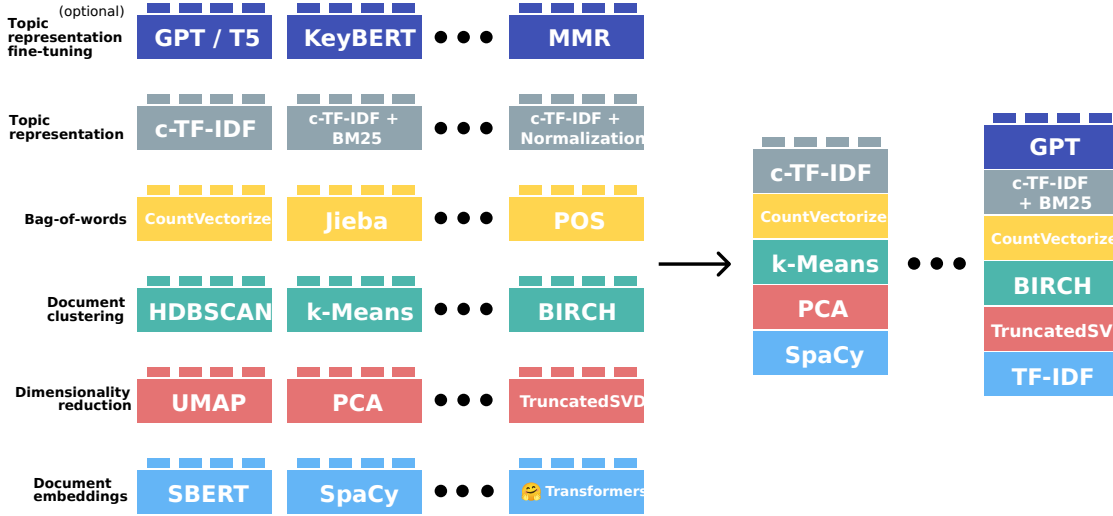 (optional)
Topic
representation
fine-tuning
GPT / T5
KeyBERT
MMR
Topic
representation
c-TF-IDF
c-TF-IDF +
BM25
c-TF-IDF +
Normalization
Bag-of-words
CountVectorize
Jieba
POS
Document
clustering
HDBSCAN
k-Means
BIRCH
Dimensionality
reduction
UMAP
PCA
TruncatedSVD
Document
embeddings
SBERT
SpaCy
🤗 Transformers
c-TF-IDF
CountVectorize
k-Means
PCA
SpaCy
GPT
c-TF-IDF
+ BM25
CountVectorize
BIRCH
TruncatedSV
TF-IDF